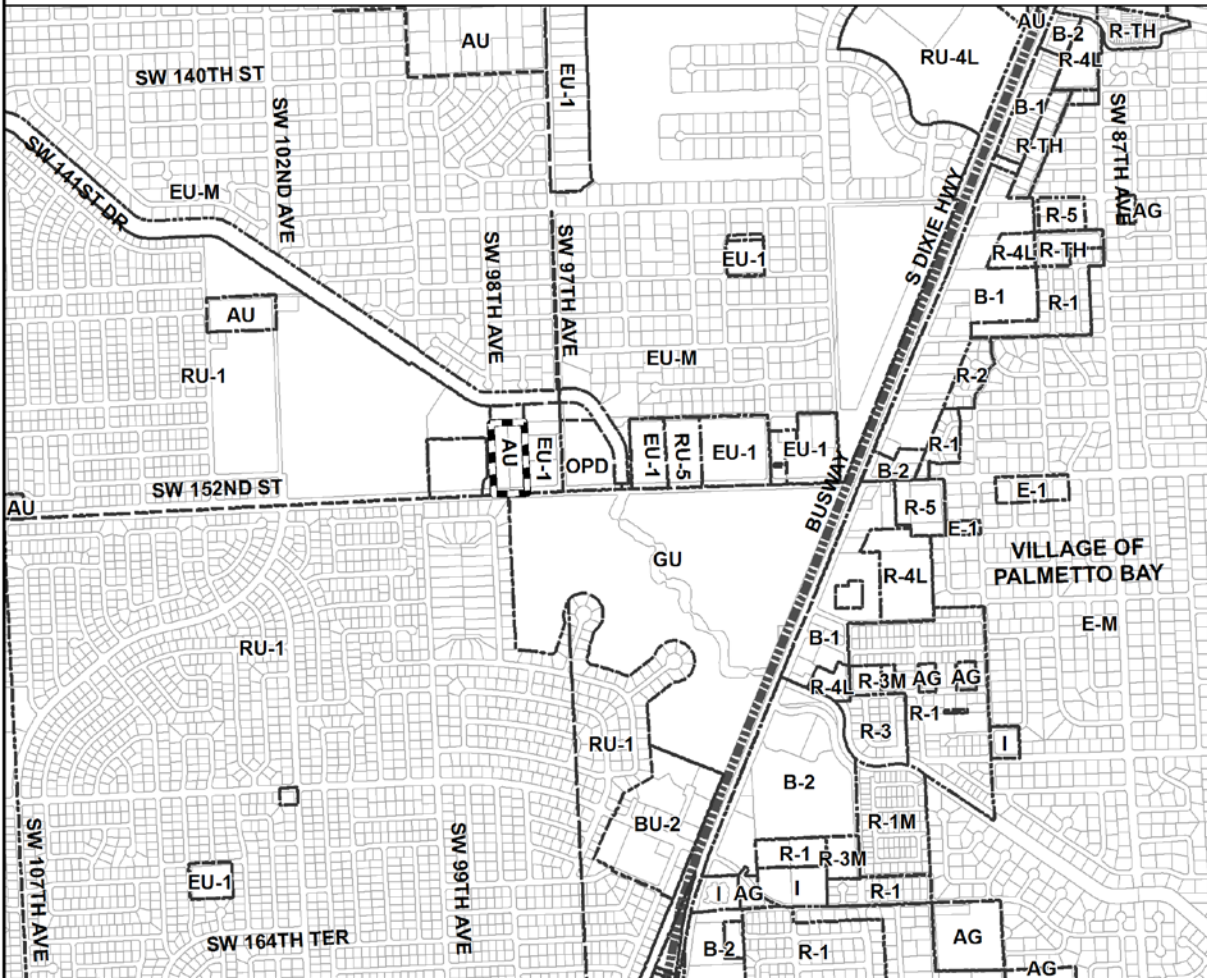 AU
B-2
R-TH
AU
RU-4L
R-4L
SW 140TH ST
EU-1
B-1
SW 102ND AVE
SW 87TH AVE
R-TH
SW 141ST DR
EU-M
R-5
AG
SW 98TH AVE
SW 97TH AVE
EU-1
S DIXIE HWY
R-4L
R-TH
AU
B-1
R-1
RU-1
EU-M
R-2
AU
EU-1
OPD
EU-1
RU-5
EU-1
EU-1
R-1
B-2
SW 152ND ST
AU
BUSWAY
R-5
E-1
E-1
VILLAGE OF
PALMETTO BAY
GU
R-4L
E-M
RU-1
B-1
R-4L
R-3M
AG
AG
R-1
R-3
I
RU-1
B-2
BU-2
R-1M
SW 107TH AVE
SW 99TH AVE
R-1
R-3M
EU-1
I
AG
I
R-1
SW 164TH TER
B-2
R-1
AG
AG